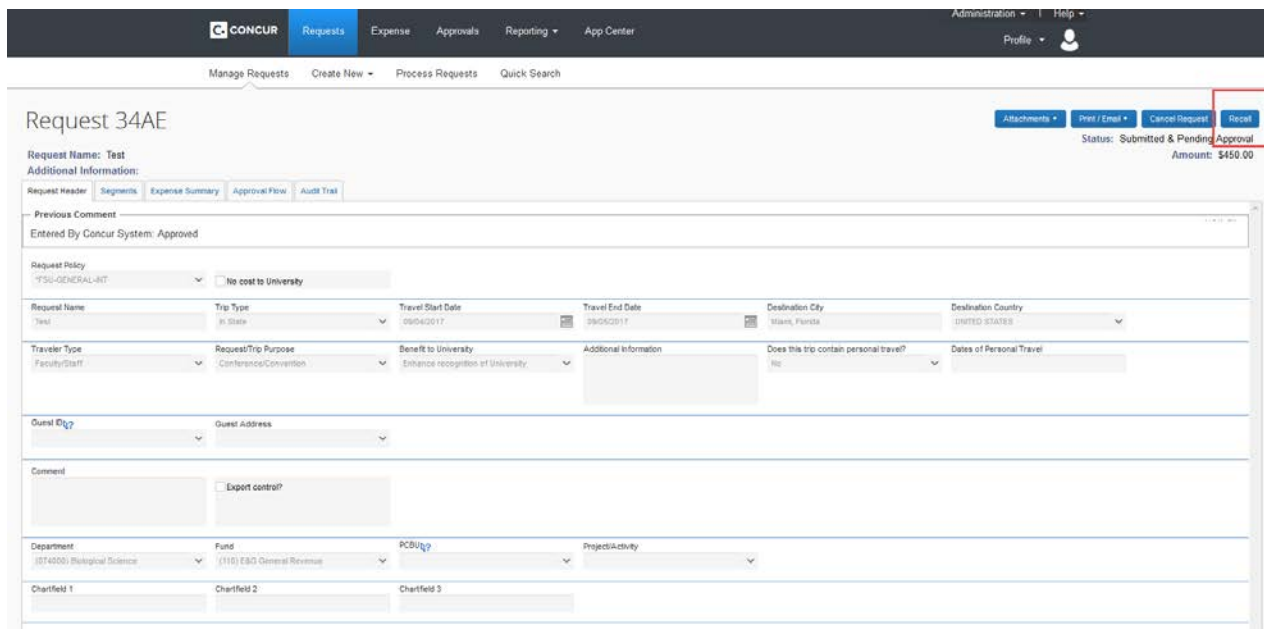 Administration | Help
C. CONCUR Requests Expense Approvals Reporting App Center
Profile
Manage Requests Create New Process Requests Quick Search
Request 34AE
Attachments Print / Email Cancel Request Recall
Status: Submitted & Pending Approval
Request Name: Test
Amount: $450.00
Additional Information:
Request Header Segments Expense Summary Approval Flow Audit Trail
Previous Comment
Entered By Concur System: Approved
Request Policy
*FSU-GENERAL-INT No cost to University
Request Name Trip Type Travel Start Date Travel End Date Destination City Destination Country
Test In State 09/04/2017 09/05/2017 Miami, Florida UNITED STATES
Traveler Type Request/Trip Purpose Benefit to University Additional Information Does this trip contain personal travel? Dates of Personal Travel
Faculty/Staff Conference/Convention Enhance recognition of University No
Guest ID Guest Address
Comment
Export control?
Department Fund PCBU Project/Activity
(074000) Biological Science (110) E&G General Revenue
Chartfield 1 Chartfield 2 Chartfield 3